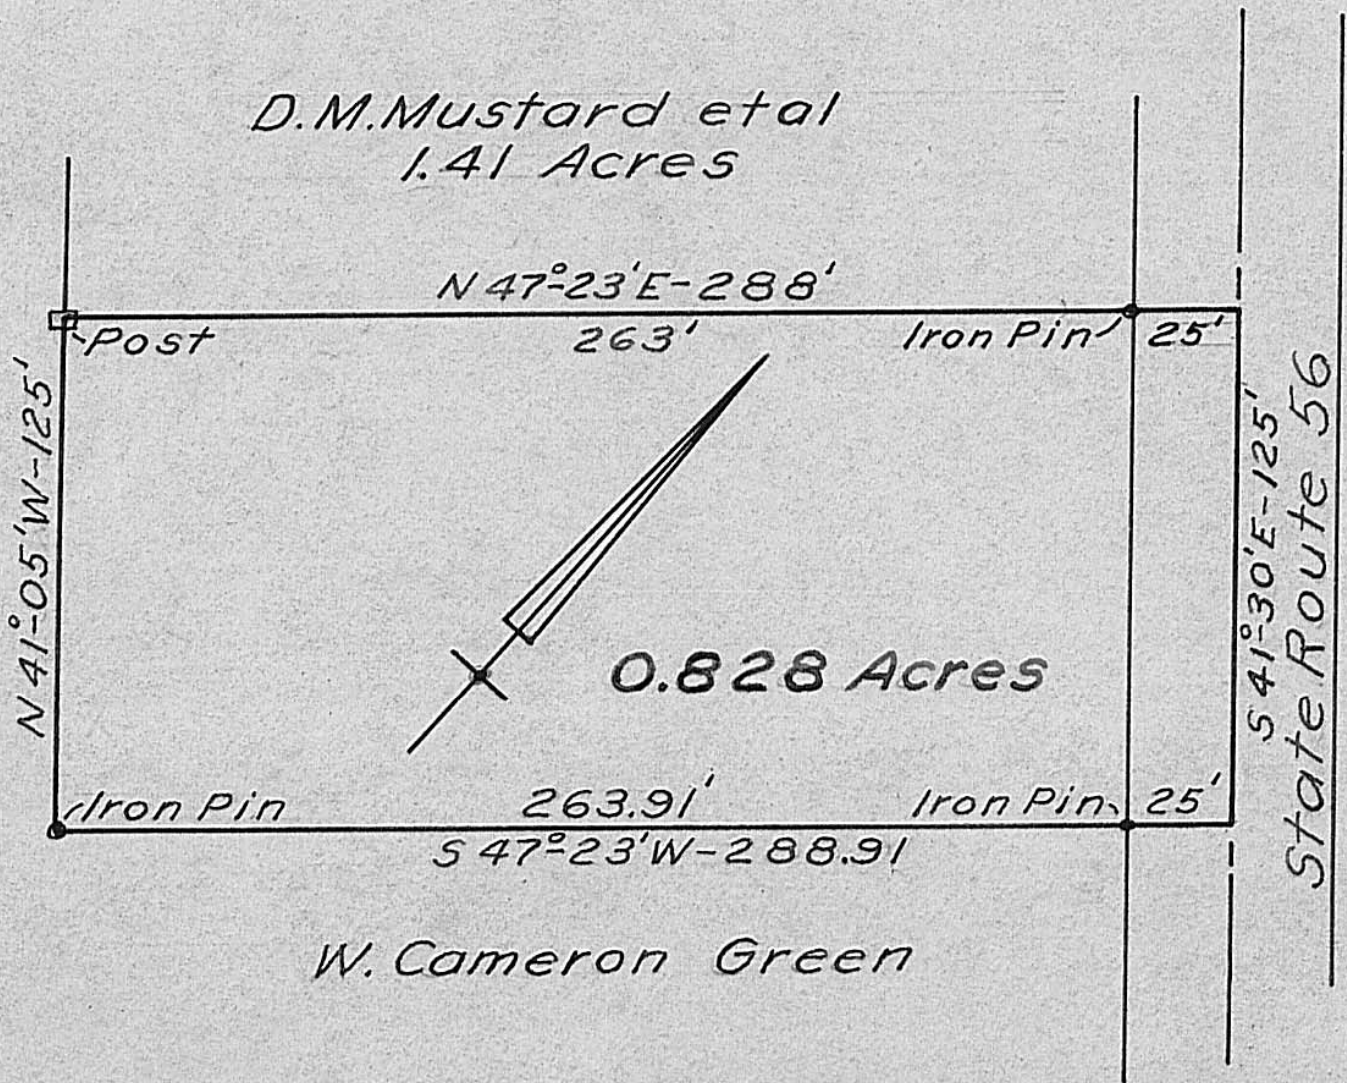 D.M.Mustard etal
1.41 Acres
N 47°-23'E-288'
Post
263'
Iron Pin
25'
N 41°-05'W-125'
S 41°-30'E-125'
State Route 56
0.828 Acres
Iron Pin
263.91'
Iron Pin
25'
S 47°-23'W-288.91
W. Cameron Green